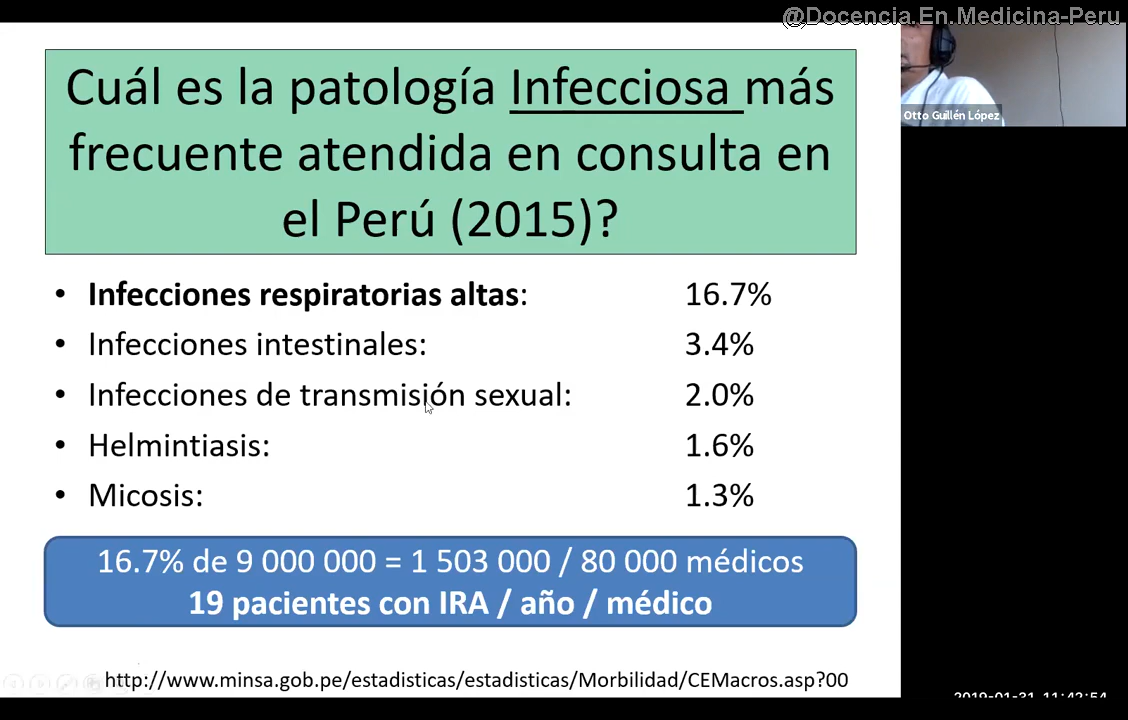 @Docencia.En.Medicina-Peru
Cuál es la patología Infecciosa más
frecuente atendida en consulta en
el Perú (2015)?
Otto Guillén López
• Infecciones respiratorias altas: 16.7%
• Infecciones intestinales: 3.4%
• Infecciones de transmisión sexual: 2.0%
• Helmintiasis: 1.6%
• Micosis: 1.3%
16.7% de 9 000 000 = 1 503 000 / 80 000 médicos
19 pacientes con IRA / año / médico
http://www.minsa.gob.pe/estadisticas/estadisticas/Morbilidad/CEMacros.asp?00
2019-01-31 11:42:54